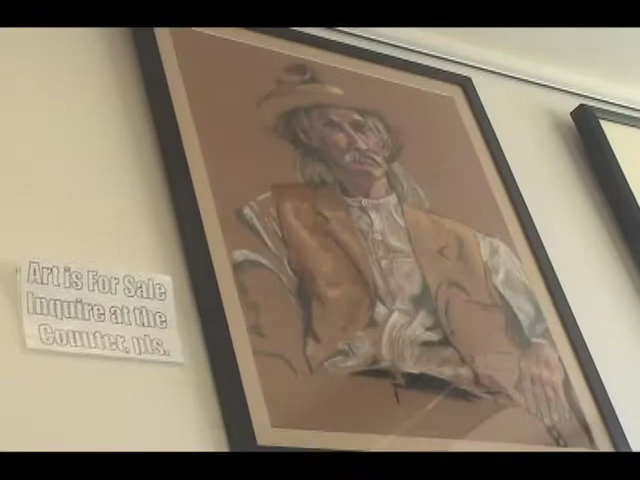 Art is For Sale
Inquire at the
Counter, pls.